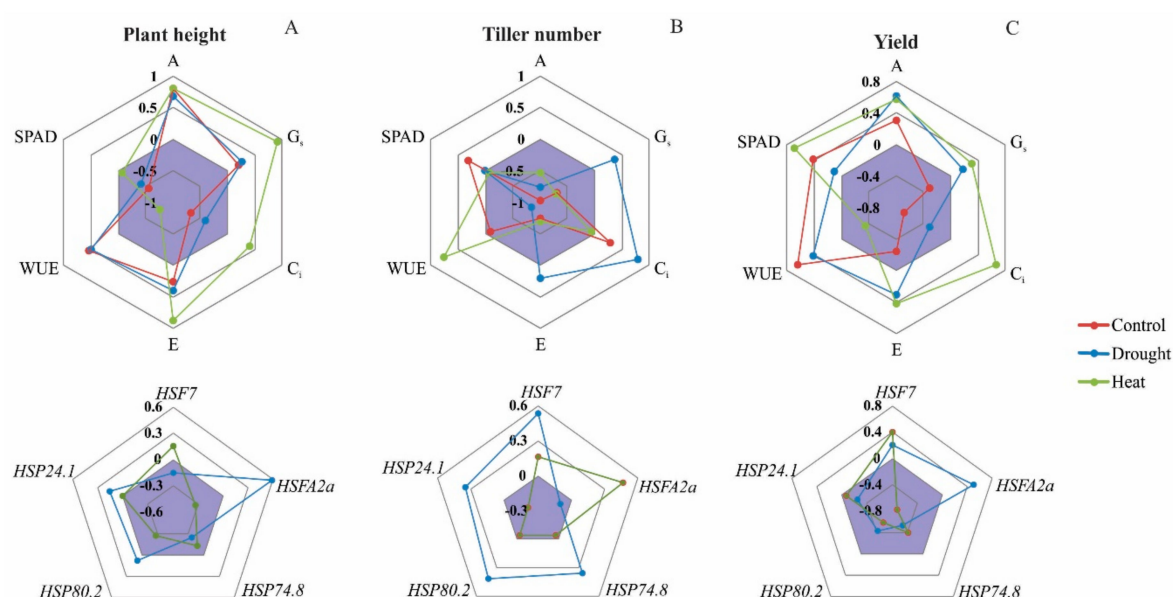 Plant height
A
A
1
0.5
0
-0.5
-1
Gs
Ci
E
WUE
SPAD
Tiller number
B
A
1
0.5
0
-0.5
-1
Gs
Ci
E
WUE
SPAD
Yield
C
A
0.8
0.4
0
-0.4
-0.8
Gs
Ci
E
WUE
SPAD
Control
Drought
Heat
HSF7
0.6
0.3
0
-0.3
-0.6
HSFA2a
HSP74.8
HSP80.2
HSP24.1
HSF7
0.6
0.3
0
-0.3
HSFA2a
HSP74.8
HSP80.2
HSP24.1
HSF7
0.8
0.4
0
-0.4
-0.8
HSFA2a
HSP74.8
HSP80.2
HSP24.1